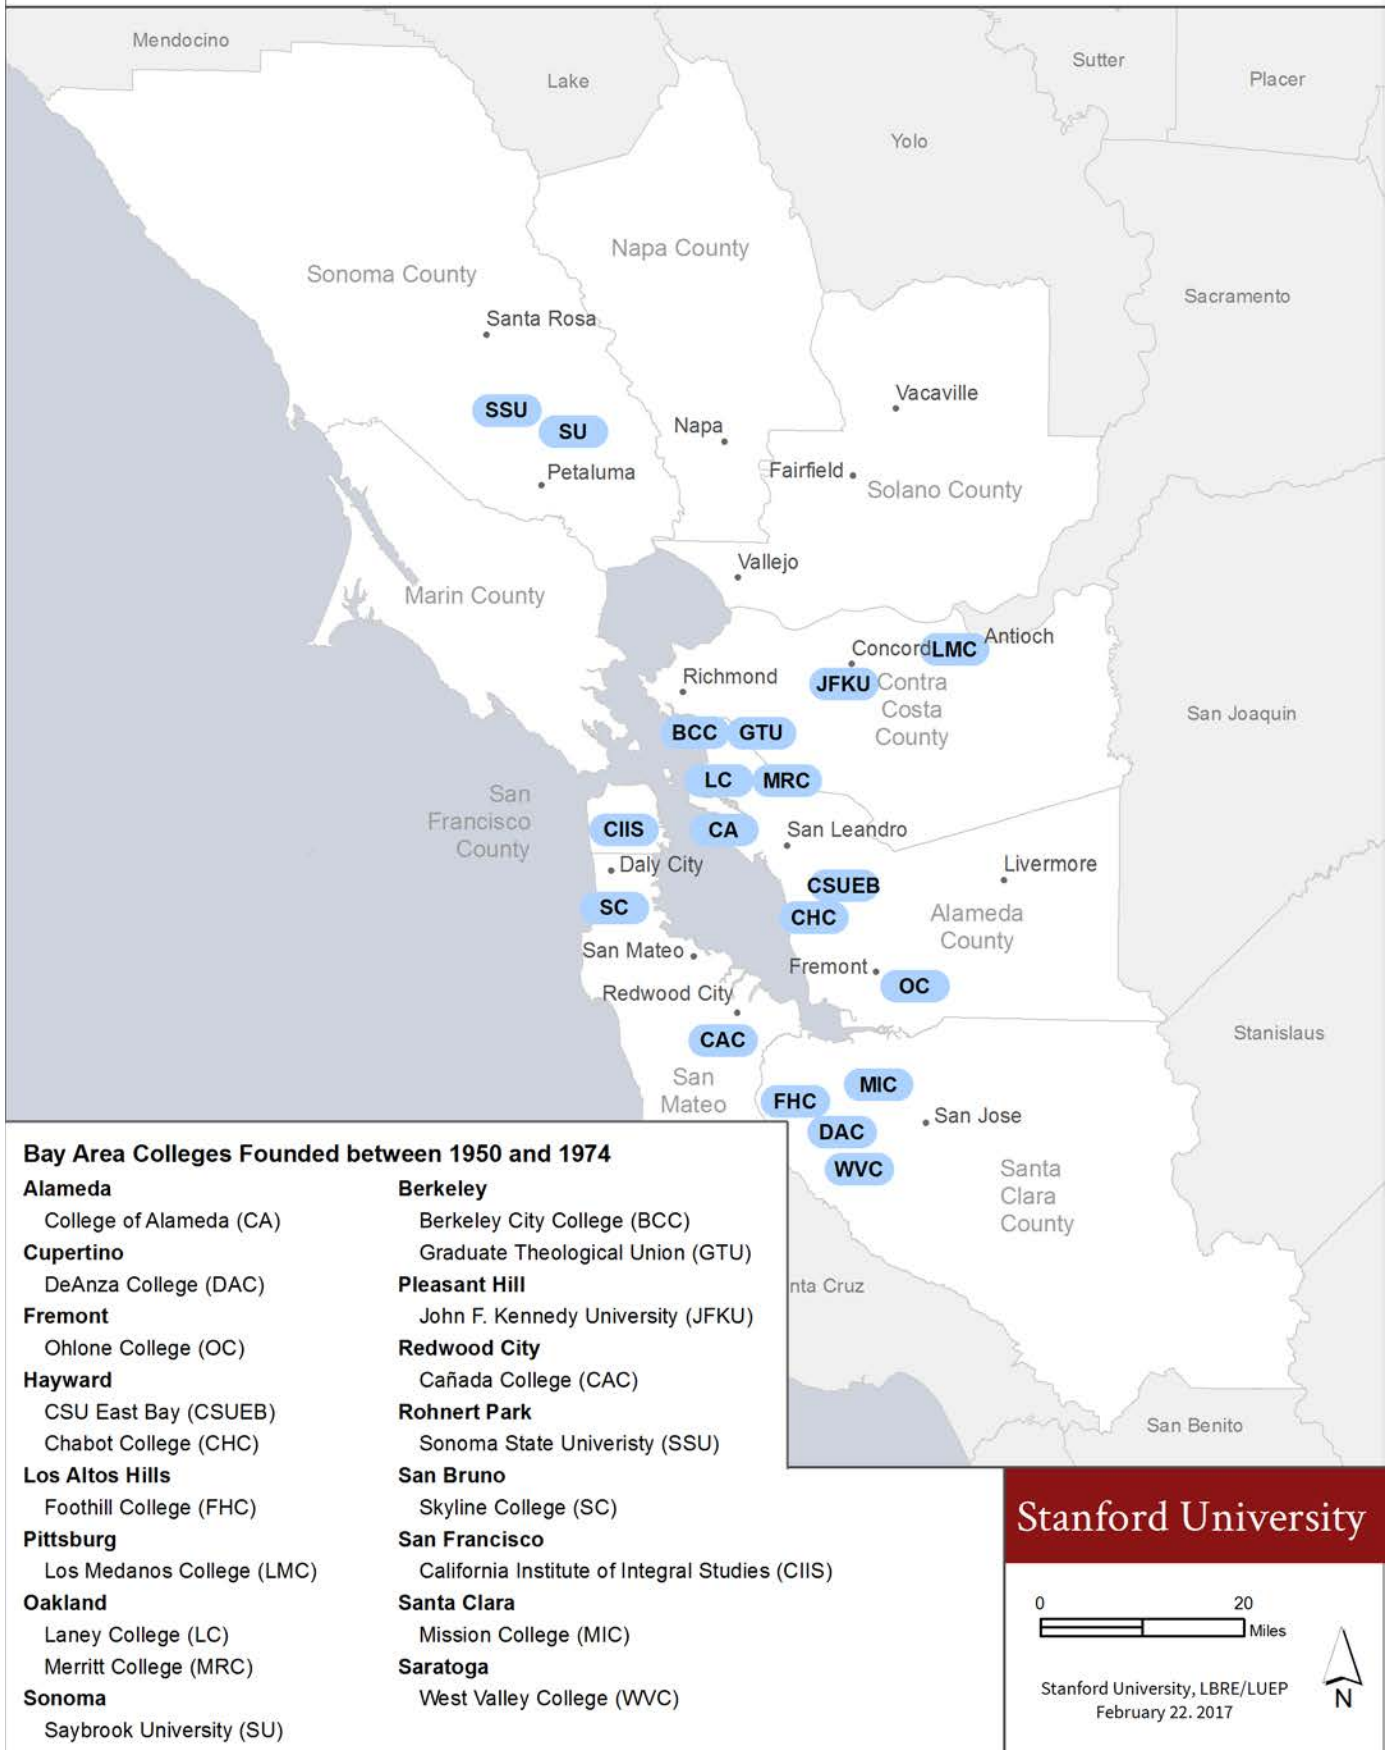 Mendocino
Lake
Sutter
Placer
Yolo
Napa County
Sonoma County
Sacramento
Santa Rosa
Vacaville
SSU
SU
Napa
Petaluma
Fairfield
Solano County
Vallejo
Marin County
Antioch
Concord
LMC
Richmond
JFKU
Contra
Costa
County
San Joaquin
BCC
GTU
LC
MRC
San
Francisco
County
CIIS
CA
San Leandro
Daly City
Livermore
CSUEB
SC
CHC
Alameda
County
San Mateo
Fremont
OC
Redwood City
CAC
Stanislaus
San
Mateo
MIC
FHC
San Jose
DAC
WVC
Santa
Clara
County
nta Cruz
San Benito
Bay Area Colleges Founded between 1950 and 1974
Alameda
College of Alameda (CA)
Cupertino
DeAnza College (DAC)
Fremont
Ohlone College (OC)
Hayward
CSU East Bay (CSUEB)
Chabot College (CHC)
Los Altos Hills
Foothill College (FHC)
Pittsburg
Los Medanos College (LMC)
Oakland
Laney College (LC)
Merritt College (MRC)
Sonoma
Saybrook University (SU)
Berkeley
Berkeley City College (BCC)
Graduate Theological Union (GTU)
Pleasant Hill
John F. Kennedy University (JFKU)
Redwood City
Cañada College (CAC)
Rohnert Park
Sonoma State Univeristy (SSU)
San Bruno
Skyline College (SC)
San Francisco
California Institute of Integral Studies (CIIS)
Santa Clara
Mission College (MIC)
Saratoga
West Valley College (WVC)
Stanford University
0 20
Miles
Stanford University, LBRE/LUEP
February 22. 2017
N